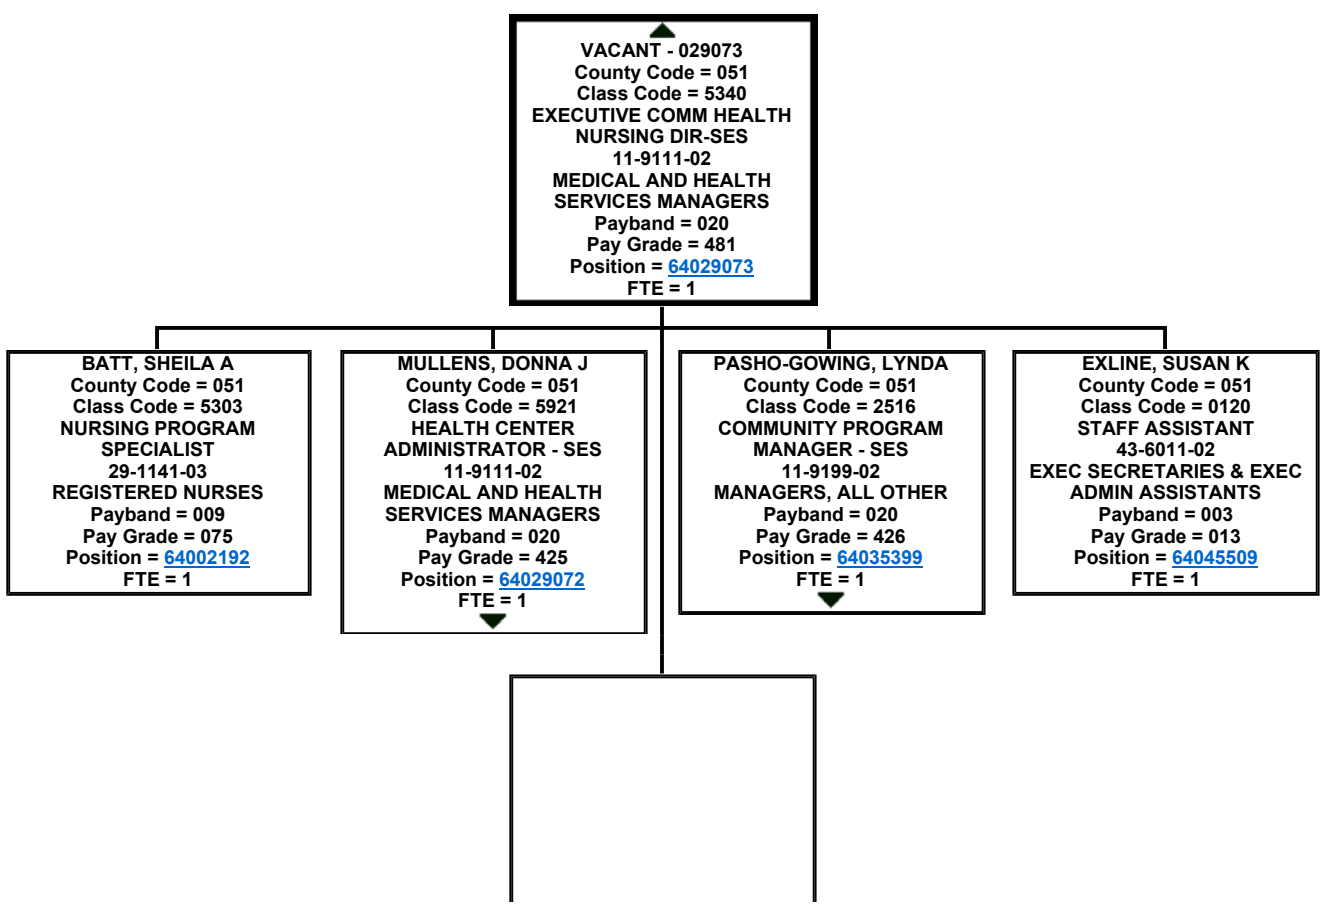 VACANT - 029073
County Code = 051
Class Code = 5340
EXECUTIVE COMM HEALTH
NURSING DIR-SES
11-9111-02
MEDICAL AND HEALTH
SERVICES MANAGERS
Payband = 020
Pay Grade = 481
Position = 64029073
FTE = 1
BATT, SHEILA A
County Code = 051
Class Code = 5303
NURSING PROGRAM
SPECIALIST
29-1141-03
REGISTERED NURSES
Payband = 009
Pay Grade = 075
Position = 64002192
FTE = 1
MULLENS, DONNA J
County Code = 051
Class Code = 5921
HEALTH CENTER
ADMINISTRATOR - SES
11-9111-02
MEDICAL AND HEALTH
SERVICES MANAGERS
Payband = 020
Pay Grade = 425
Position = 64029072
FTE = 1
PASHO-GOWING, LYNDA
County Code = 051
Class Code = 2516
COMMUNITY PROGRAM
MANAGER - SES
11-9199-02
MANAGERS, ALL OTHER
Payband = 020
Pay Grade = 426
Position = 64035399
FTE = 1
EXLINE, SUSAN K
County Code = 051
Class Code = 0120
STAFF ASSISTANT
43-6011-02
EXEC SECRETARIES & EXEC
ADMIN ASSISTANTS
Payband = 003
Pay Grade = 013
Position = 64045509
FTE = 1